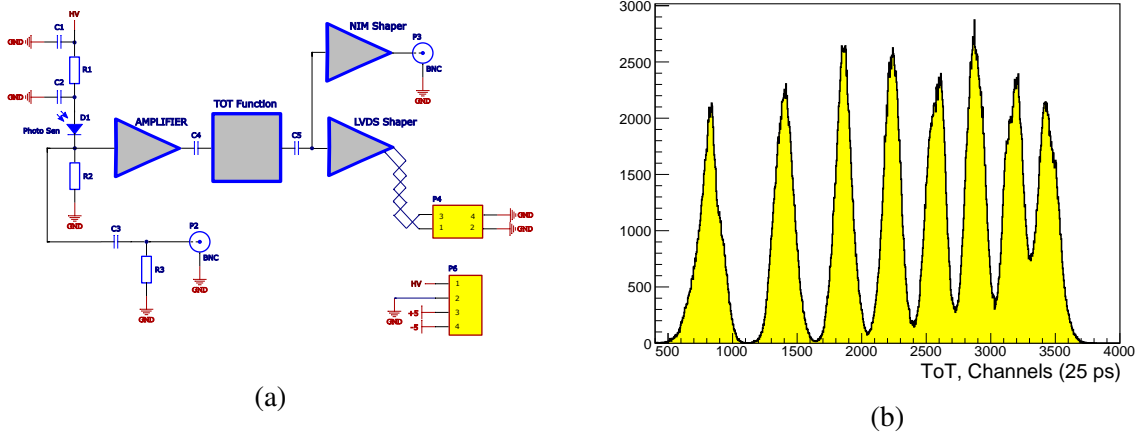 HV
C1
GND
R1
C2
GND
D1
Photo Sen
R2
GND
AMPLIFIER
C4
TOT Function
C5
NIM Shaper
P3
BNC
GND
LVDS Shaper
P4
3 4
1 2
GND
GND
C3
P2
BNC
R3
GND
GND
P6
HV 1
2
GND
+5 3
-5 4
(a)
3000
2500
2000
1500
1000
500
0
500 1000 1500 2000 2500 3000 3500 4000
ToT, Channels (25 ps)
(b)